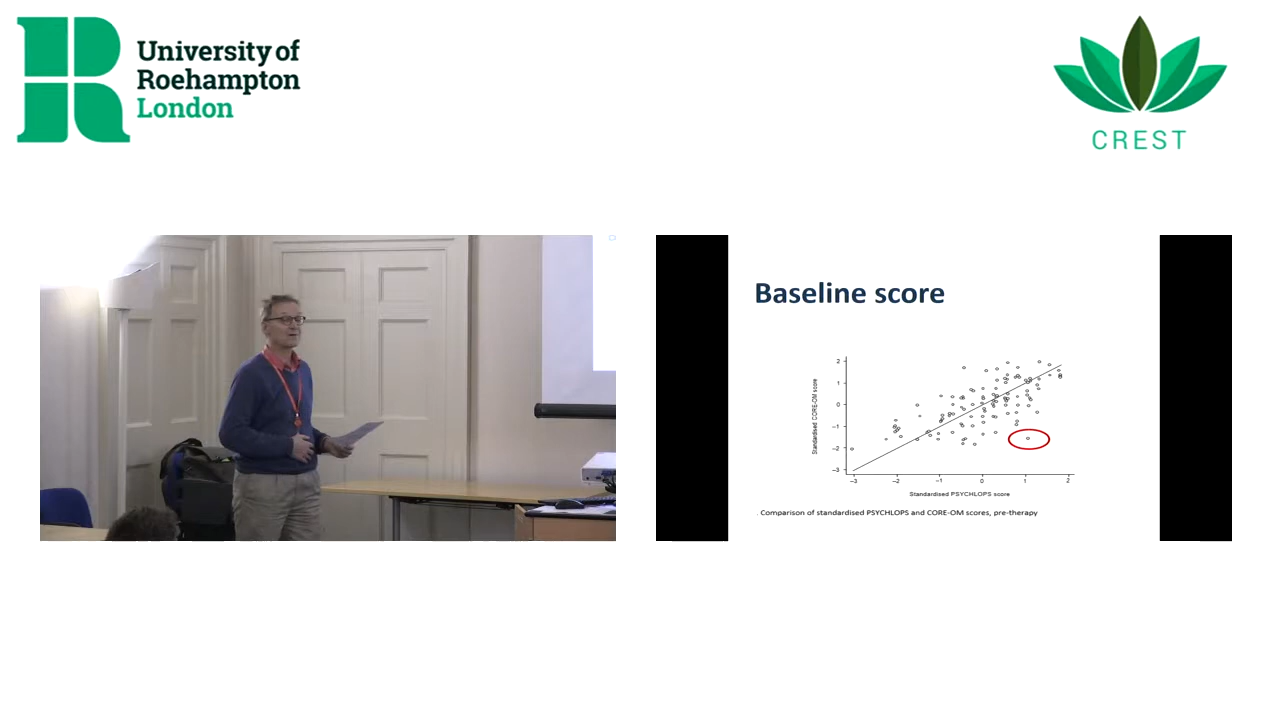 University of
Roehampton
London
CREST
Baseline score
Standardised CORE-OM score
2
1
0
−1
−2
−3
−3
−2
−1
0
1
2
Standardised PSYCHLOPS score
. Comparison of standardised PSYCHLOPS and CORE-OM scores, pre-therapy